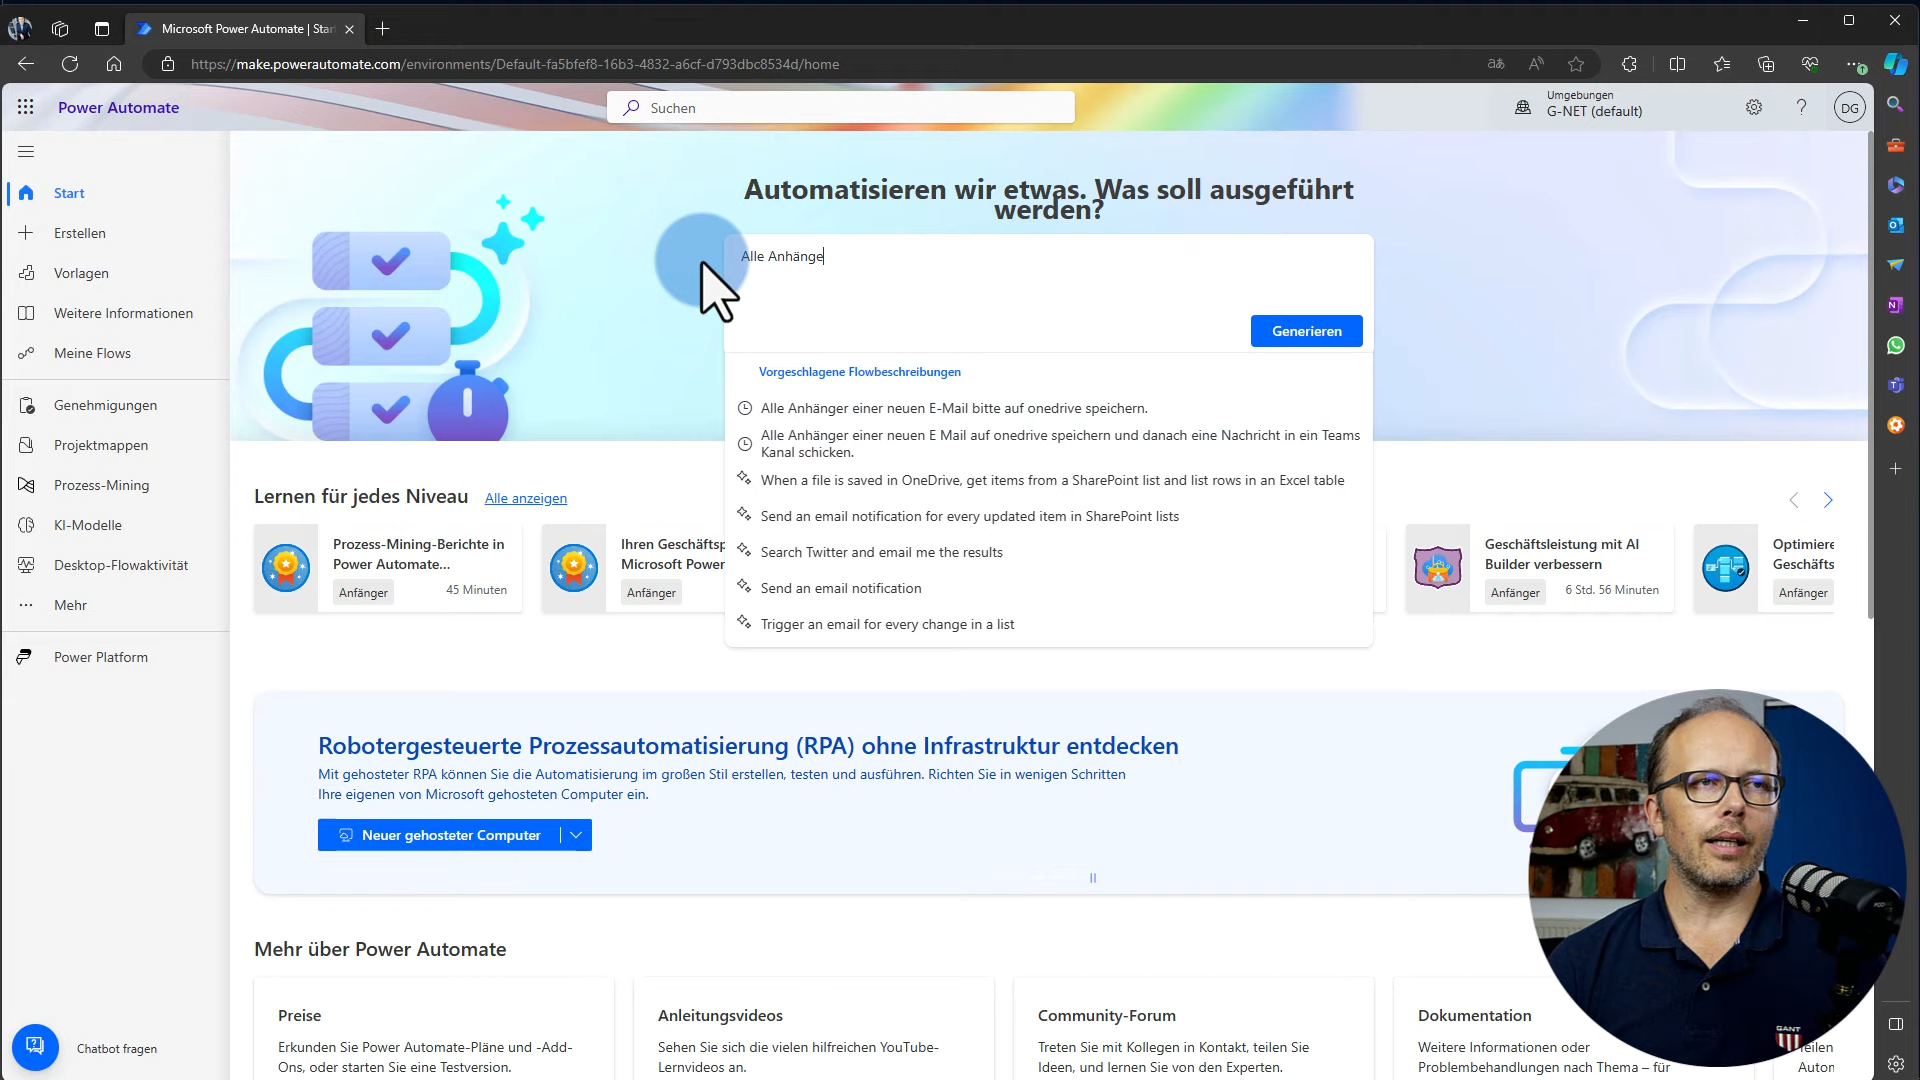 Microsoft Power Automate | Star
https://make.powerautomate.com/environments/Default-fa5bfef8-16b3-4832-a6cf-d793dbc8534d/home
aあ
Power Automate
Suchen
Umgebungen
G-NET (default)
DG
Start
Erstellen
Vorlagen
Weitere Informationen
Meine Flows
Genehmigungen
Projektmappen
Prozess-Mining
KI-Modelle
Desktop-Flowaktivität
Mehr
Power Platform
Chatbot fragen
Automatisieren wir etwas. Was soll ausgeführt
werden?
Alle Anhänge
Generieren
Vorgeschlagene Flowbeschreibungen
Alle Anhänger einer neuen E-Mail bitte auf onedrive speichern.
Alle Anhänger einer neuen E Mail auf onedrive speichern und danach eine Nachricht in ein Teams
Kanal schicken.
When a file is saved in OneDrive, get items from a SharePoint list and list rows in an Excel table
Send an email notification for every updated item in SharePoint lists
Search Twitter and email me the results
Send an email notification
Trigger an email for every change in a list
Lernen für jedes Niveau
Alle anzeigen
Prozess-Mining-Berichte in
Power Automate...
Anfänger
45 Minuten
Ihren Geschäftsp
Microsoft Power
Anfänger
Geschäftsleistung mit AI
Builder verbessern
Anfänger
6 Std. 56 Minuten
Optimiere
Geschäfts
Anfänger
Robotergesteuerte Prozessautomatisierung (RPA) ohne Infrastruktur entdecken
Mit gehosteter RPA können Sie die Automatisierung im großen Stil erstellen, testen und ausführen. Richten Sie in wenigen Schritten
Ihre eigenen von Microsoft gehosteten Computer ein.
Neuer gehosteter Computer
Mehr über Power Automate
Preise
Erkunden Sie Power Automate-Pläne und -Add-
Ons, oder starten Sie eine Testversion.
Anleitungsvideos
Sehen Sie sich die vielen hilfreichen YouTube-
Lernvideos an.
Community-Forum
Treten Sie mit Kollegen in Kontakt, teilen Sie
Ideen, und lernen Sie von den Experten.
Dokumentation
Weitere Informationen oder
Problembehandlungen nach Thema – für
eilen
Auton
GANT